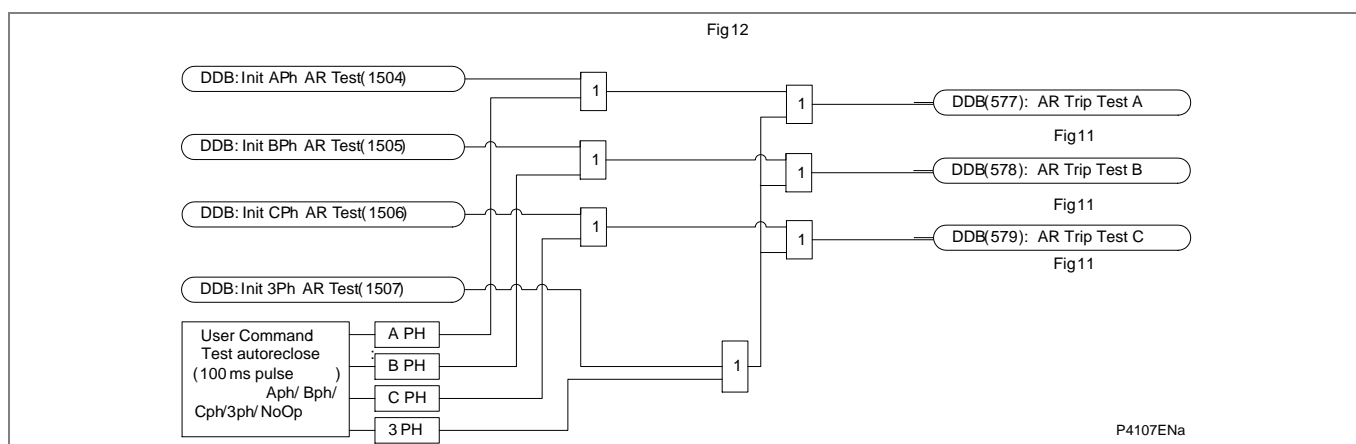 Fig12
DDB: Init APh AR Test(1504)
1
1
DDB(577): AR Trip Test A
Fig11
DDB: Init BPh AR Test(1505)
1
1
DDB(578): AR Trip Test B
Fig11
DDB: Init CPh AR Test(1506)
1
1
DDB(579): AR Trip Test C
Fig11
DDB: Init 3Ph AR Test(1507)
User Command
Test autoreclose :
(100 ms pulse )
Aph/ Bph/
Cph/3ph/ NoOp
A PH
B PH
C PH
3 PH
1
P4107ENa